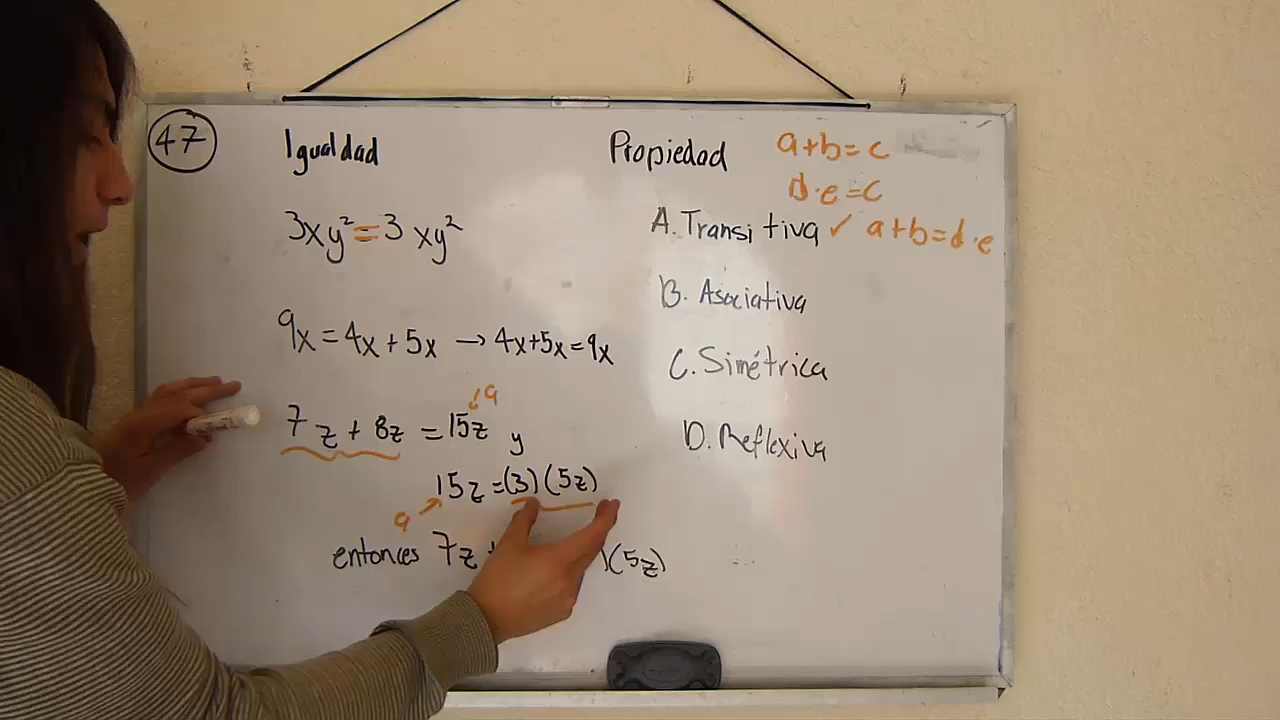 47
Igualdad
Propiedad
a+b=c
d·e=c
3xy²=3xy²
A. Transitiva ✓ a+b=d·e
B. Asociativa
9x=4x+5x→4x+5x=9x
C. Simétrica
a
7z+8z=15z y
D. Reflexiva
15z=(3)(5z)
a
entonces 7z )(5z)